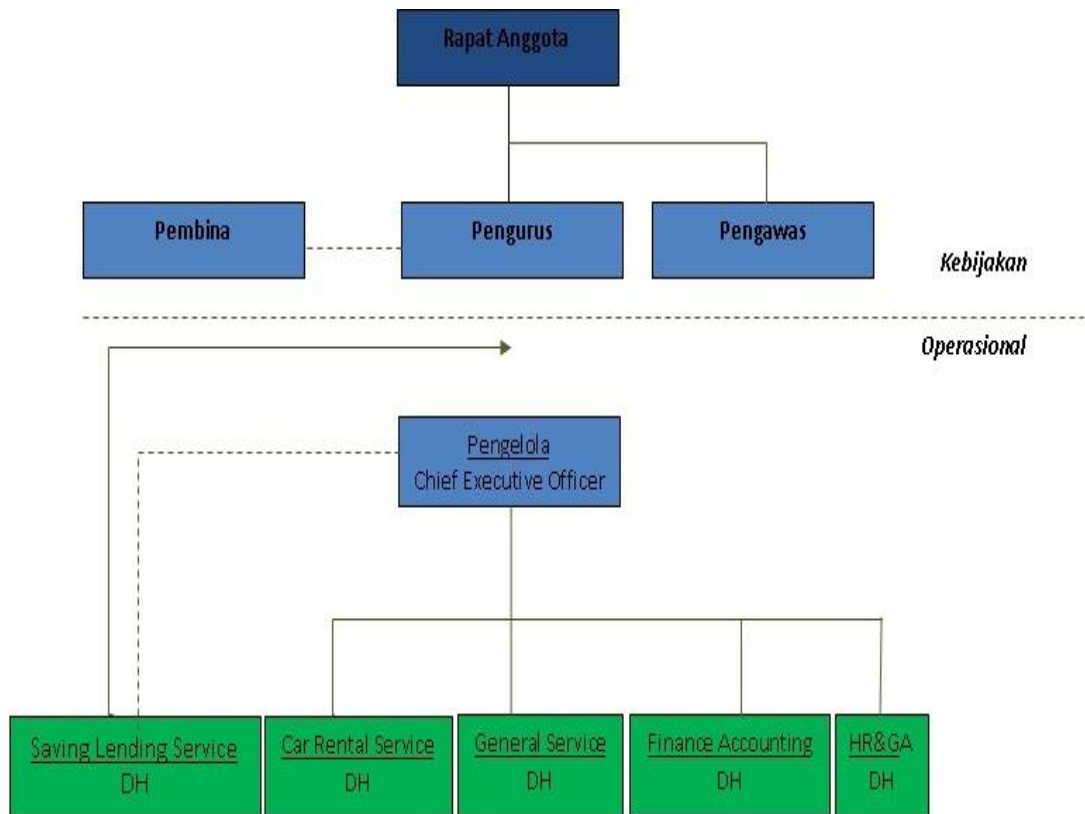 Rapat Anggota
Pembina
Pengurus
Pengawas
Kebijakan
Operasional
Pengelola
Chief Executive Officer
Saving Lending Service
DH
Car Rental Service
DH
General Service
DH
Finance Accounting
DH
HR&GA
DH